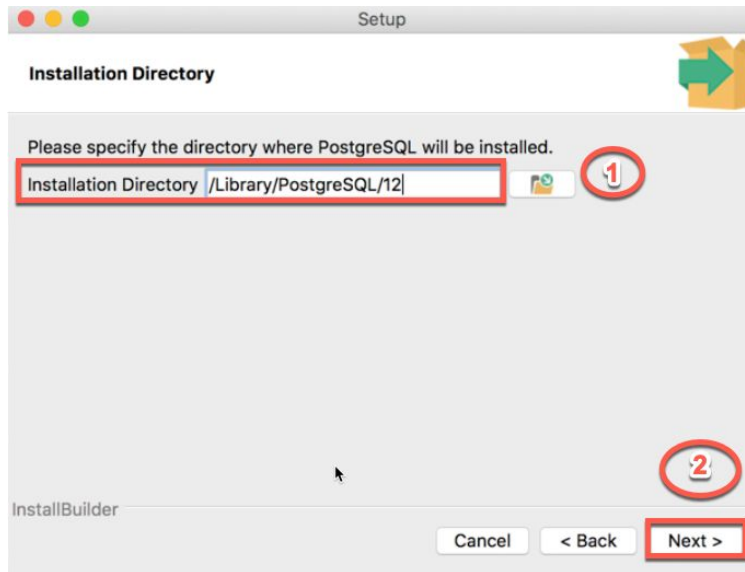 Setup
Installation Directory
Please specify the directory where PostgreSQL will be installed.
Installation Directory /Library/PostgreSQL/12
1
2
InstallBuilder
Cancel < Back Next >